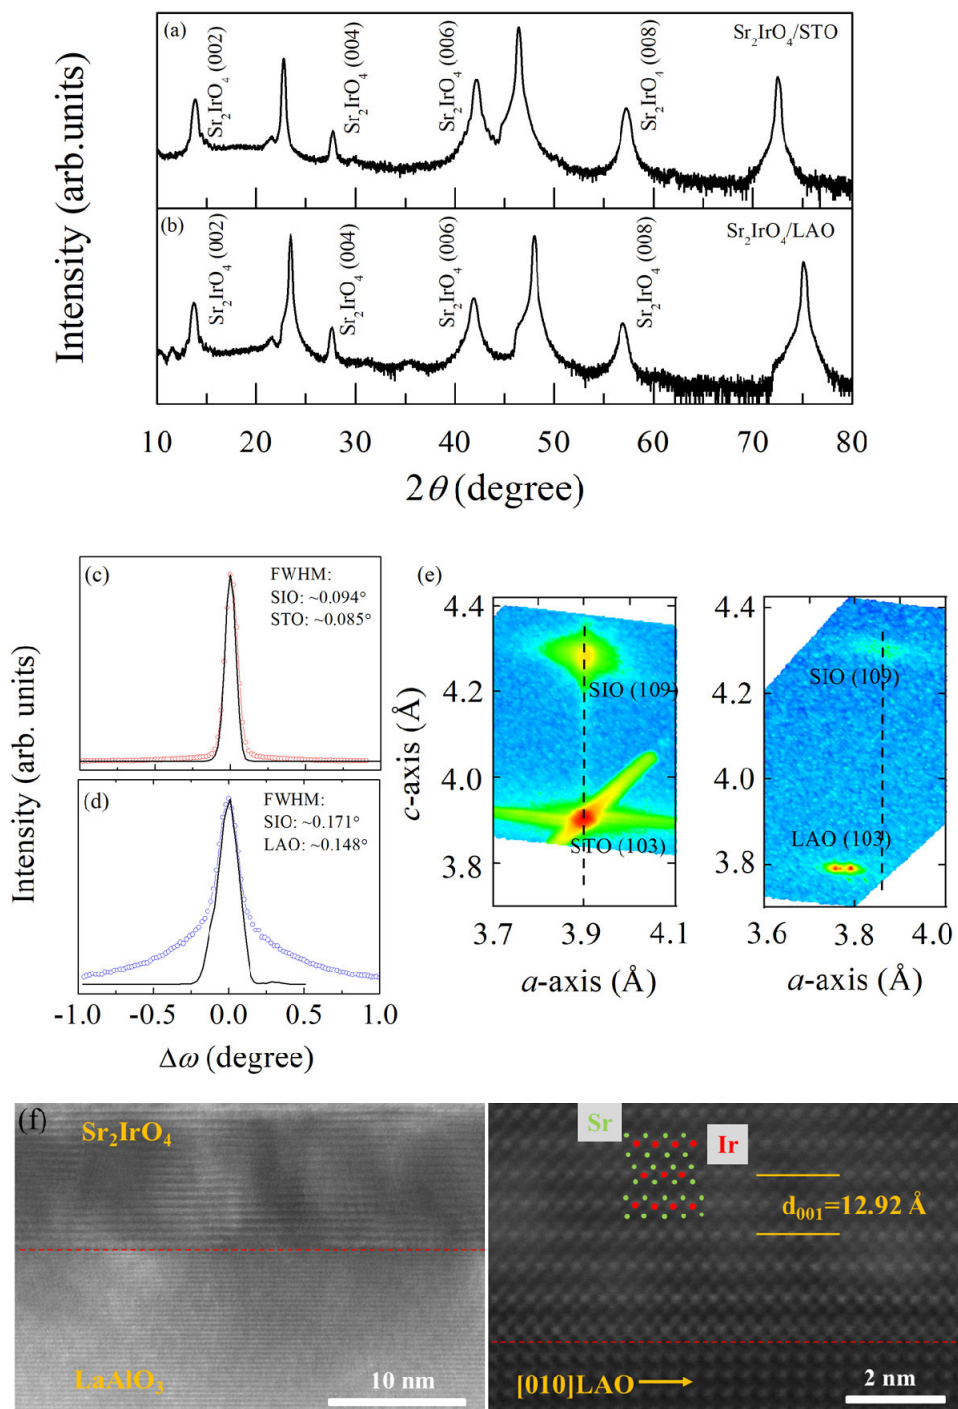 (a)
Sr₂IrO₄ (002)
Sr₂IrO₄ (004)
Sr₂IrO₄ (006)
Sr₂IrO₄ (008)
Sr₂IrO₄/STO
Intensity (arb.units)
(b)
Sr₂IrO₄ (002)
Sr₂IrO₄ (004)
Sr₂IrO₄ (006)
Sr₂IrO₄ (008)
Sr₂IrO₄/LAO
10 20 30 40 50 60 70 80
2θ (degree)
(c)
FWHM:
SIO: ~0.094°
STO: ~0.085°
Intensity (arb. units)
(d)
FWHM:
SIO: ~0.171°
LAO: ~0.148°
-1.0 -0.5 0.0 0.5 1.0
Δω (degree)
(e)
4.4
4.2
4.0
3.8
c-axis (Å)
SIO (109)
STO (103)
3.7 3.9 4.1
a-axis (Å)
4.4
4.2
4.0
3.8
SIO (109)
LAO (103)
3.6 3.8 4.0
a-axis (Å)
(f)
Sr₂IrO₄
LaAlO₃
10 nm
Sr
Ir
d₀₀₁=12.92 Å
[010]LAO
2 nm